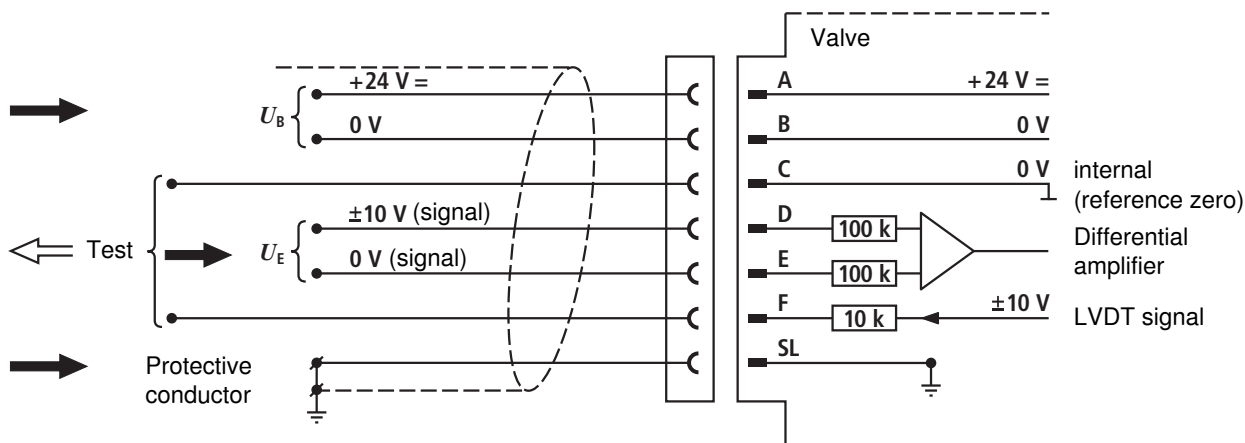 Valve
+24 V =
A
+24 V =
U_B
0 V
B
0 V
C
0 V
internal
(reference zero)
±10 V (signal)
D
100 k
Differential
amplifier
Test
U_E
0 V (signal)
E
100 k
F
10 k
±10 V
LVDT signal
Protective
conductor
SL